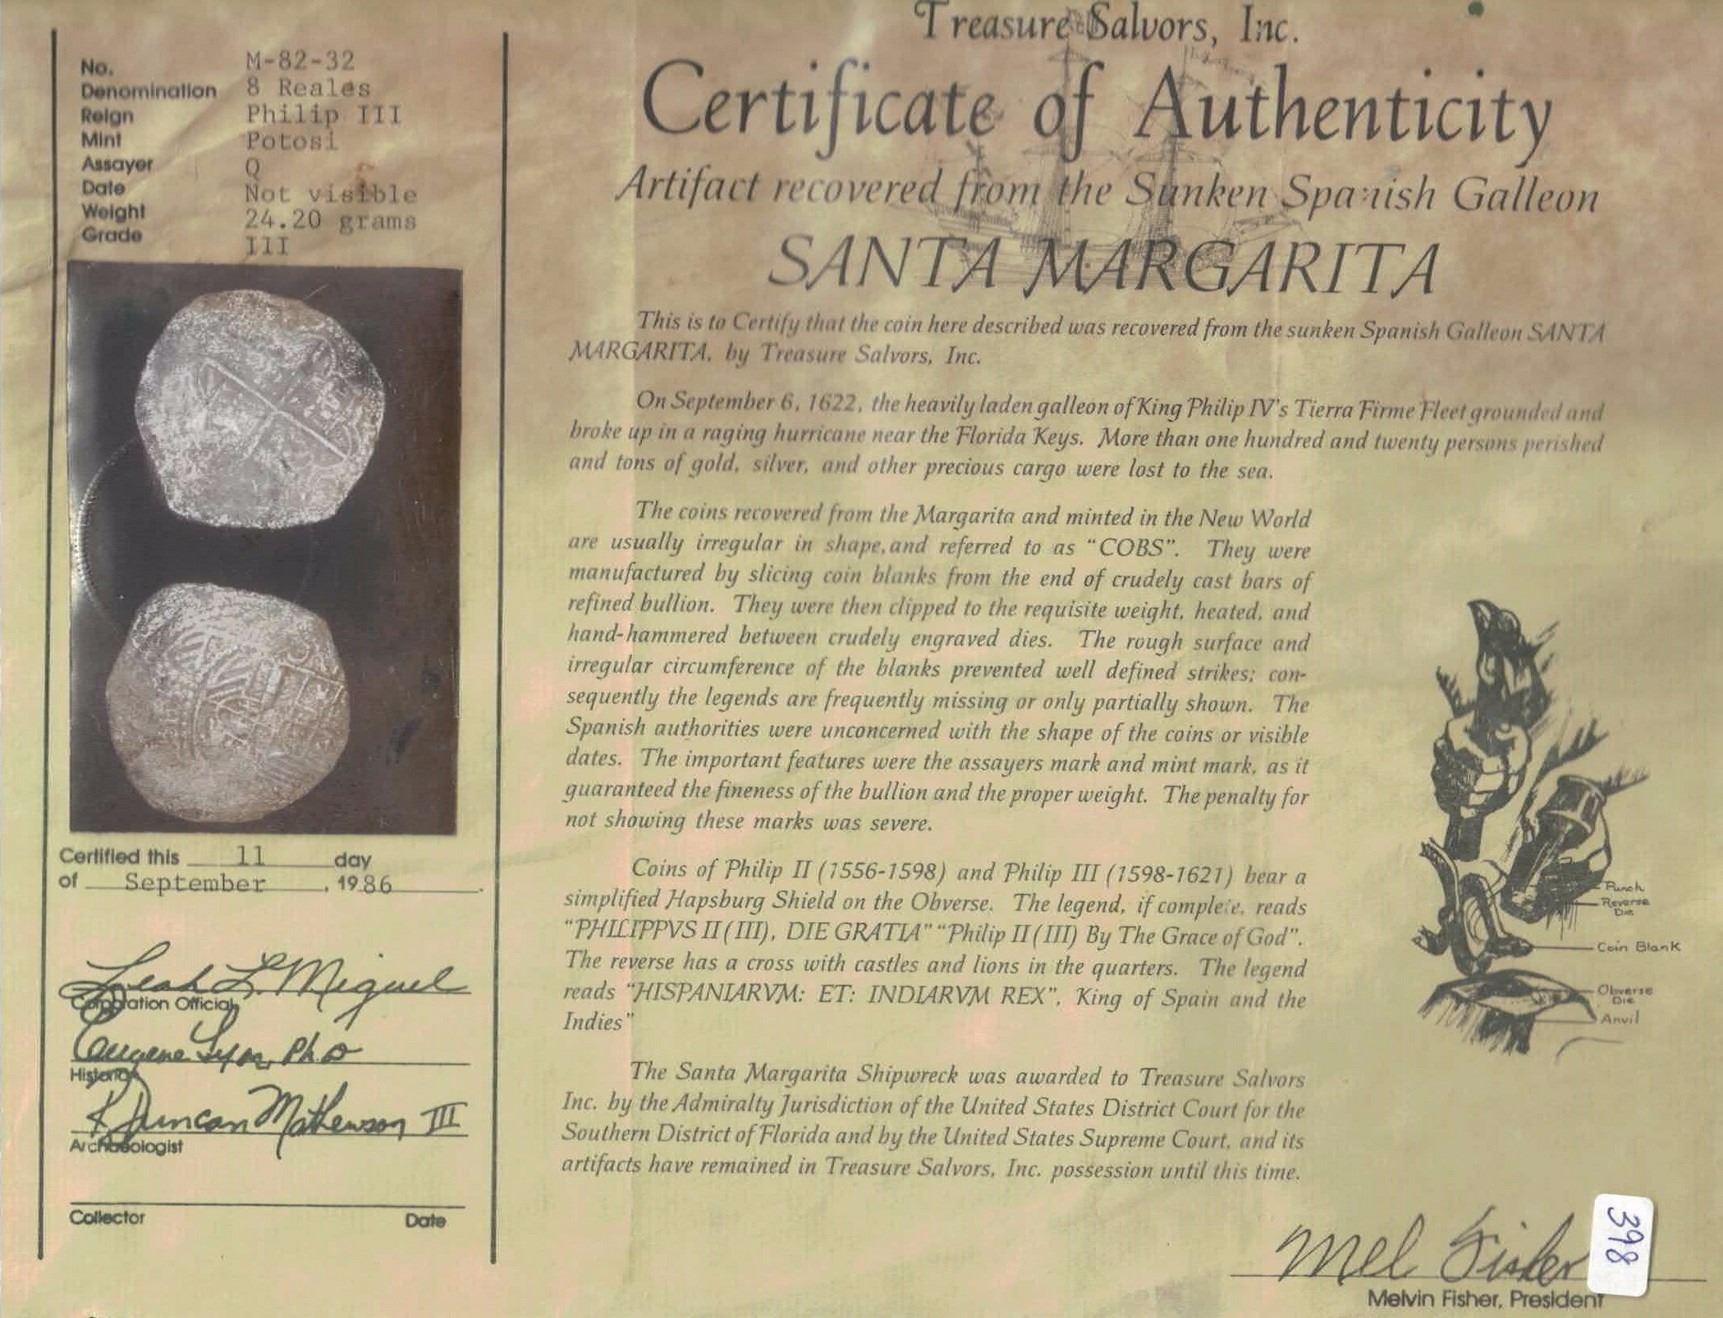 No. M-82-32
Denomination 8 Reales
Reign Philip III
Mint Potosi
Assayer Q
Date Not visible
Weight 24.20 grams
Grade III
Certified this 11 day
of September , 1986
Leah L. Miguel
Corporation Official
Eugene Lyon, Ph.D
Historian
R Duncan Mathewson III
Archaeologist
Collector Date
Treasure Salvors, Inc.
Certificate of Authenticity
Artifact recovered from the Sunken Spanish Galleon
SANTA MARGARITA
This is to Certify that the coin here described was recovered from the sunken Spanish Galleon SANTA
MARGARITA, by Treasure Salvors, Inc.
On September 6, 1622, the heavily laden galleon of King Philip IV's Tierra Firme Fleet grounded and
broke up in a raging hurricane near the Florida Keys. More than one hundred and twenty persons perished
and tons of gold, silver, and other precious cargo were lost to the sea.
The coins recovered from the Margarita and minted in the New World
are usually irregular in shape, and referred to as "COBS". They were
manufactured by slicing coin blanks from the end of crudely cast bars of
refined bullion. They were then clipped to the requisite weight, heated, and
hand-hammered between crudely engraved dies. The rough surface and
irregular circumference of the blanks prevented well defined strikes; con-
sequently the legends are frequently missing or only partially shown. The
Spanish authorities were unconcerned with the shape of the coins or visible
dates. The important features were the assayers mark and mint mark, as it
guaranteed the fineness of the bullion and the proper weight. The penalty for
not showing these marks was severe.
Coins of Philip II (1556-1598) and Philip III (1598-1621) bear a
simplified Hapsburg Shield on the Obverse. The legend, if complete, reads
"PHILIPPVS II (III), DIE GRATIA" "Philip II (III) By The Grace of God".
The reverse has a cross with castles and lions in the quarters. The legend
reads "HISPANIARVM: ET: INDIARVM REX", King of Spain and the
Indies"
The Santa Margarita Shipwreck was awarded to Treasure Salvors
Inc. by the Admiralty Jurisdiction of the United States District Court for the
Southern District of Florida and by the United States Supreme Court, and its
artifacts have remained in Treasure Salvors, Inc. possession until this time.
Punch
Reverse
Die
Coin Blank
Obverse
Die
Anvil
Mel Fisher
Melvin Fisher, President
398